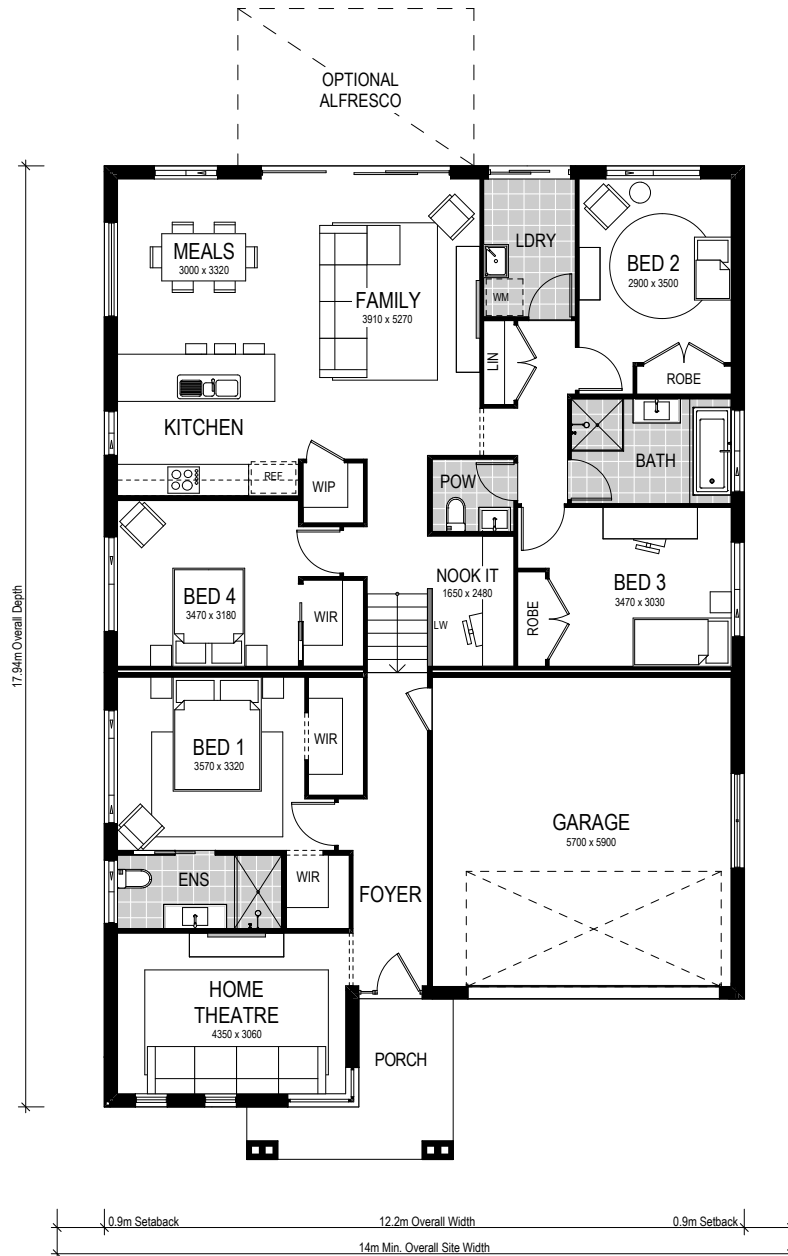 OPTIONAL
ALFRESCO
MEALS
3000 x 3320
FAMILY
3910 x 5270
LDRY
WM
BED 2
2900 x 3500
LIN
ROBE
KITCHEN
REF
WIP
POW
BATH
BED 4
3470 x 3180
WIR
NOOK IT
1650 x 2480
LW
ROBE
BED 3
3470 x 3030
17.94m Overall Depth
BED 1
3570 x 3320
WIR
GARAGE
5700 x 5900
ENS
WIR
FOYER
HOME
THEATRE
4350 x 3060
PORCH
0.9m Setaback
12.2m Overall Width
0.9m Setback
14m Min. Overall Site Width